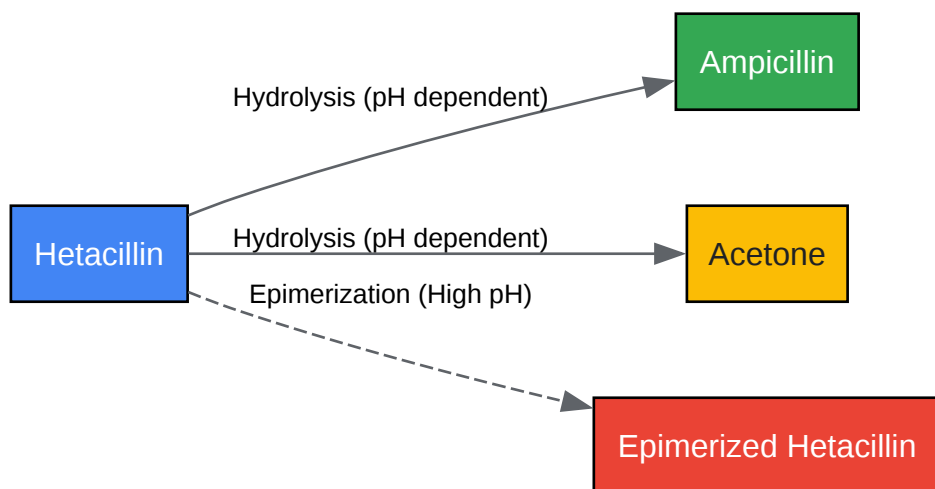 Ampicillin
Hydrolysis (pH dependent)
Hetacillin
Hydrolysis (pH dependent)
Acetone
Epimerization (High pH)
Epimerized Hetacillin